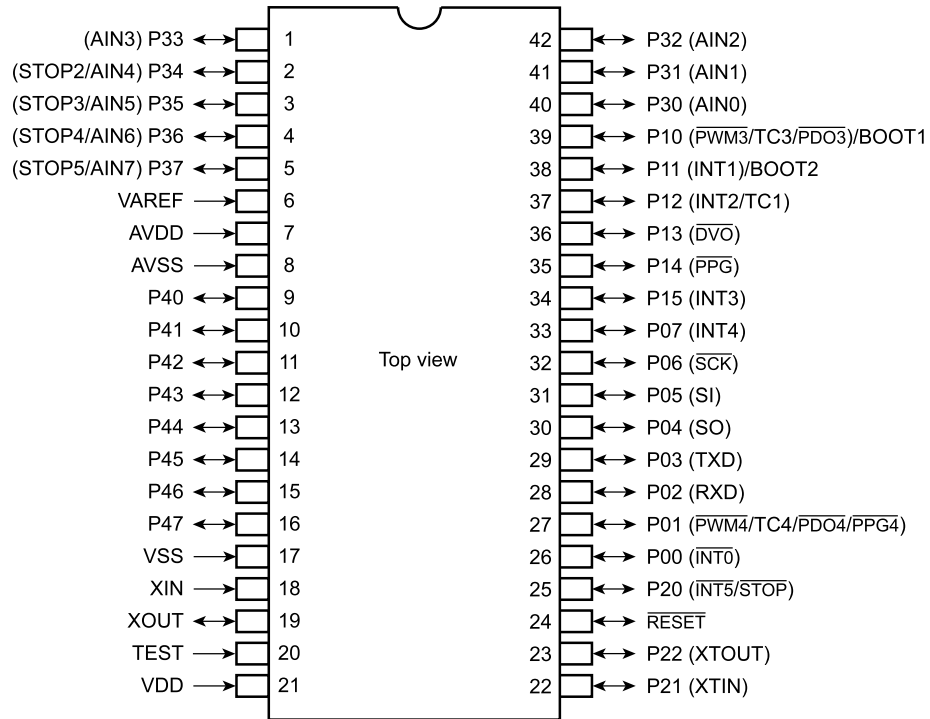 (AIN3) P33 1 42 P32 (AIN2)
(STOP2/AIN4) P34 2 41 P31 (AIN1)
(STOP3/AIN5) P35 3 40 P30 (AIN0)
(STOP4/AIN6) P36 4 39 P10 (PWM3/TC3/PDO3)/BOOT1
(STOP5/AIN7) P37 5 38 P11 (INT1)/BOOT2
VAREF 6 37 P12 (INT2/TC1)
AVDD 7 36 P13 (DVO)
AVSS 8 35 P14 (PPG)
P40 9 34 P15 (INT3)
P41 10 33 P07 (INT4)
P42 11 Top view 32 P06 (SCK)
P43 12 31 P05 (SI)
P44 13 30 P04 (SO)
P45 14 29 P03 (TXD)
P46 15 28 P02 (RXD)
P47 16 27 P01 (PWM4/TC4/PDO4/PPG4)
VSS 17 26 P00 (INT0)
XIN 18 25 P20 (INT5/STOP)
XOUT 19 24 RESET
TEST 20 23 P22 (XTOUT)
VDD 21 22 P21 (XTIN)